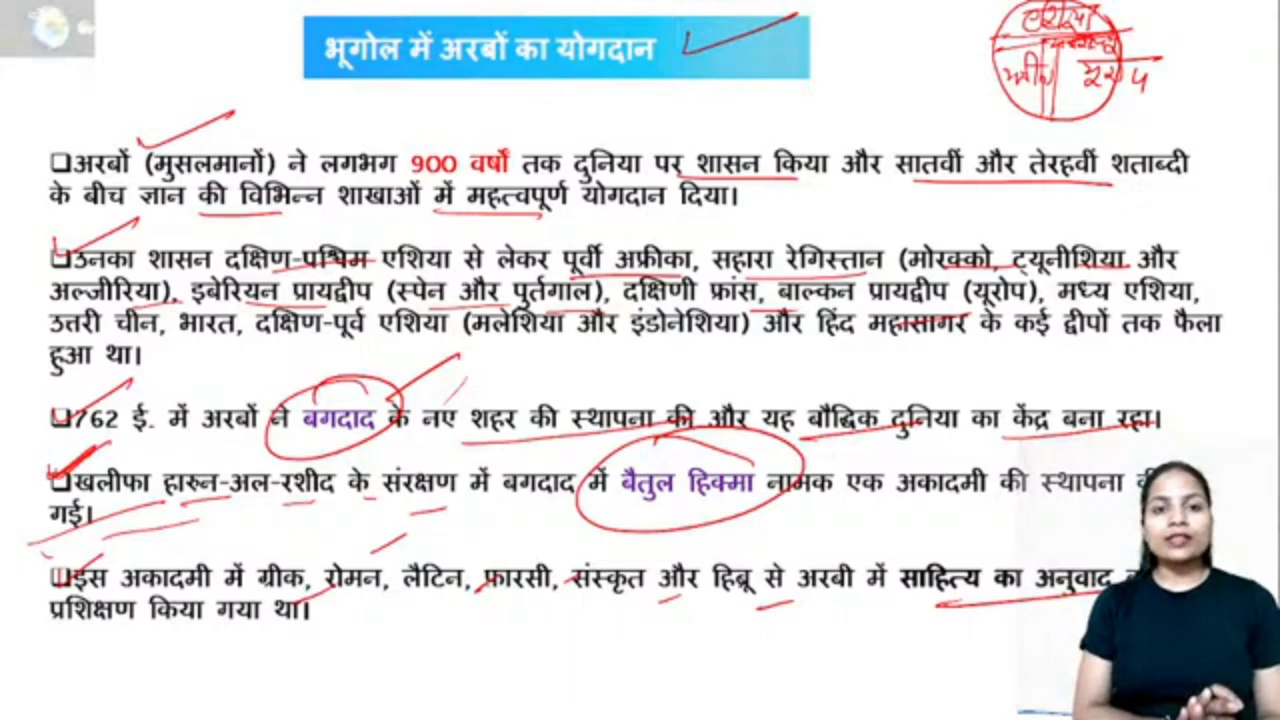 एशिया
भूगोल में अरबों का योगदान
❑अरबों (मुसलमानों) ने लगभग 900 वर्षों तक दुनिया पर शासन किया और सातवीं और तेरहवीं शताब्दी
के बीच ज्ञान की विभिन्न शाखाओं में महत्वपूर्ण योगदान दिया।
❑उनका शासन दक्षिण-पश्चिम एशिया से लेकर पूर्वी अफ्रीका, सहारा रेगिस्तान (मोरक्को, ट्यूनीशिया और
अल्जीरिया), इबेरियन प्रायद्वीप (स्पेन और पुर्तगाल), दक्षिणी फ्रांस, बाल्कन प्रायद्वीप (यूरोप), मध्य एशिया,
उत्तरी चीन, भारत, दक्षिण-पूर्व एशिया (मलेशिया और इंडोनेशिया) और हिंद महासागर के कई द्वीपों तक फैला
हुआ था।
❑762 ई. में अरबों ने बगदाद के नए शहर की स्थापना की और यह बौद्धिक दुनिया का केंद्र बना रहा।
❑खलीफा हारुन-अल-रशीद के संरक्षण में बगदाद में बैतुल हिक्मा नामक एक अकादमी की स्थापना
गई।
❑इस अकादमी में ग्रीक, रोमन, लैटिन, फ़ारसी, संस्कृत और हिब्रू से अरबी में साहित्य का अनुवाद
प्रशिक्षण किया गया था।